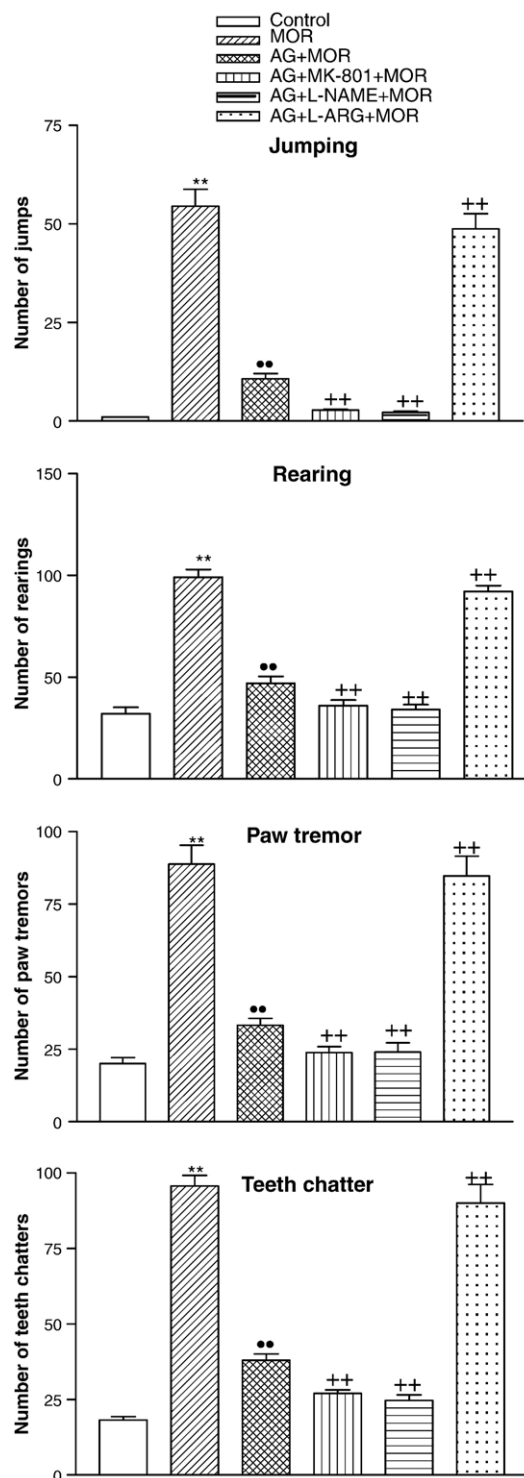 Control
MOR
AG+MOR
AG+MK-801+MOR
AG+L-NAME+MOR
AG+L-ARG+MOR
Jumping
Number of jumps
75
50
25
0
**
●●
++
++
++
Rearing
Number of rearings
150
100
50
0
**
●●
++
++
++
Paw tremor
Number of paw tremors
100
75
50
25
0
**
●●
++
++
++
Teeth chatter
Number of teeth chatters
100
75
50
25
0
**
●●
++
++
++